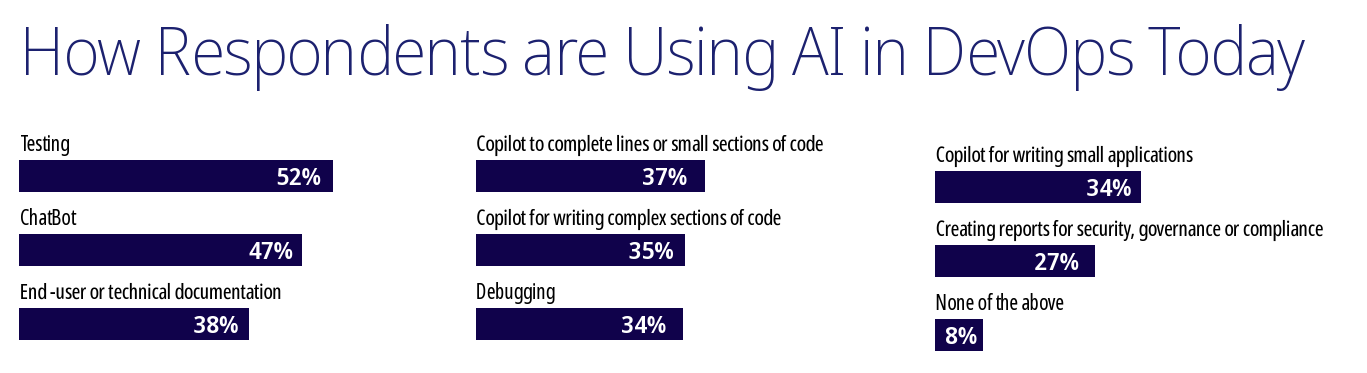 How Respondents are Using AI in DevOps Today
Testing
52%
ChatBot
47%
End -user or technical documentation
38%
Copilot to complete lines or small sections of code
37%
Copilot for writing complex sections of code
35%
Debugging
34%
Copilot for writing small applications
34%
Creating reports for security, governance or compliance
27%
None of the above
8%